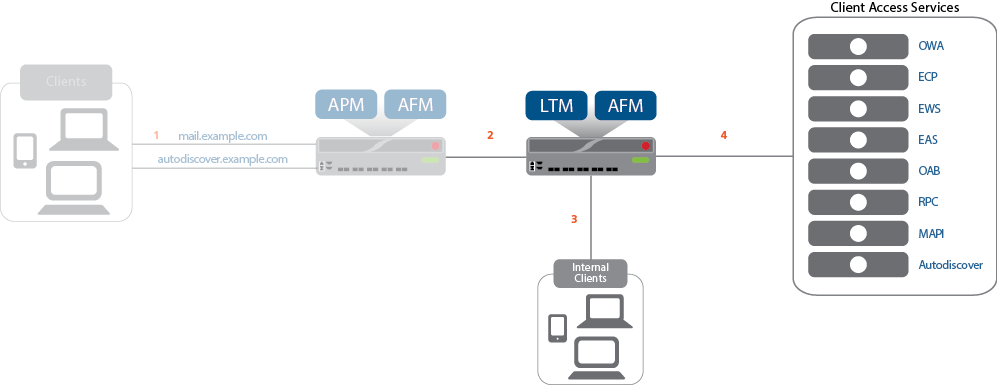 Client Access Services
Clients
1
mail.example.com
autodiscover.example.com
APM
AFM
2
LTM
AFM
3
Internal
Clients
4
OWA
ECP
EWS
EAS
OAB
RPC
MAPI
Autodiscover